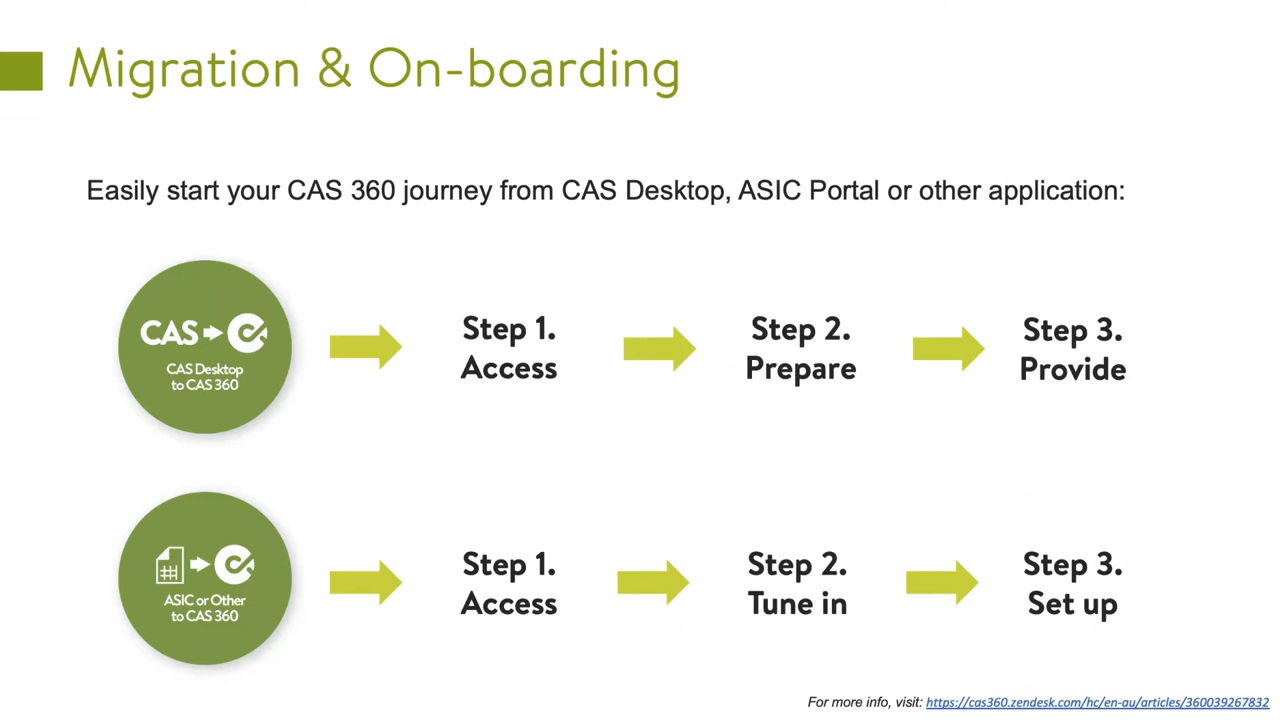 Migration & On-boarding
Easily start your CAS 360 journey from CAS Desktop, ASIC Portal or other application:
CAS
CAS Desktop
to CAS 360
Step 1.
Access
Step 2.
Prepare
Step 3.
Provide
ASIC or Other
to CAS 360
Step 1.
Access
Step 2.
Tune in
Step 3.
Set up
For more info, visit: https://cas360.zendesk.com/hc/en-au/articles/360039267832